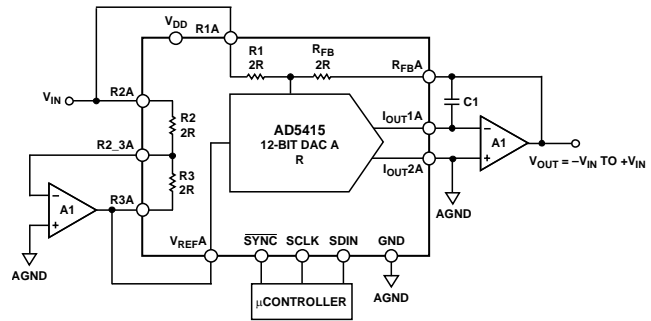 VDD
R1A
R1
2R
RFB
2R
RFBA
C1
VIN
R2A
R2
2R
AD5415
12-BIT DAC A
R
IOUT1A
IOUT2A
R2_3A
R3
2R
R3A
A1
AGND
A1
VOUT = –VIN TO +VIN
AGND
VREFA
SYNC
SCLK
SDIN
GND
µCONTROLLER
AGND